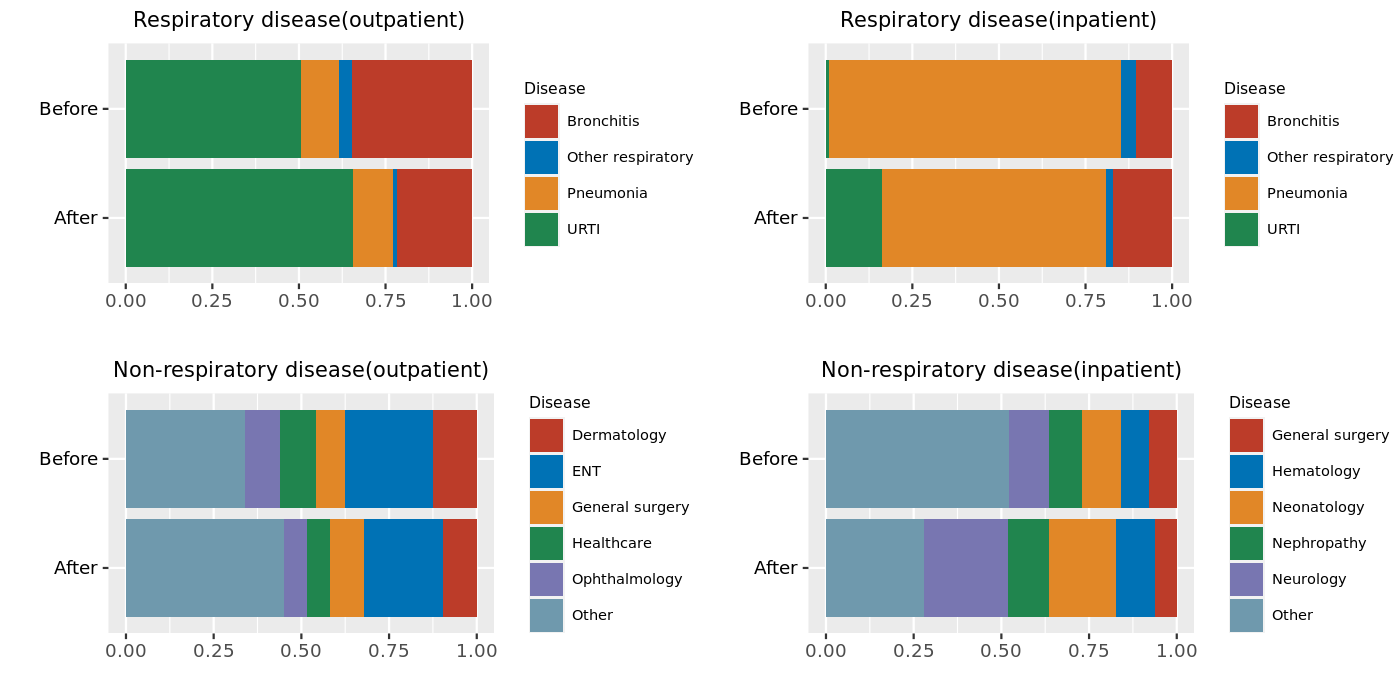 Respiratory disease(outpatient)
Before
After
0.00 0.25 0.50 0.75 1.00
Disease
Bronchitis
Other respiratory
Pneumonia
URTI
Respiratory disease(inpatient)
Before
After
0.00 0.25 0.50 0.75 1.00
Disease
Bronchitis
Other respiratory
Pneumonia
URTI
Non-respiratory disease(outpatient)
Before
After
0.00 0.25 0.50 0.75 1.00
Disease
Dermatology
ENT
General surgery
Healthcare
Ophthalmology
Other
Non-respiratory disease(inpatient)
Before
After
0.00 0.25 0.50 0.75 1.00
Disease
General surgery
Hematology
Neonatology
Nephropathy
Neurology
Other